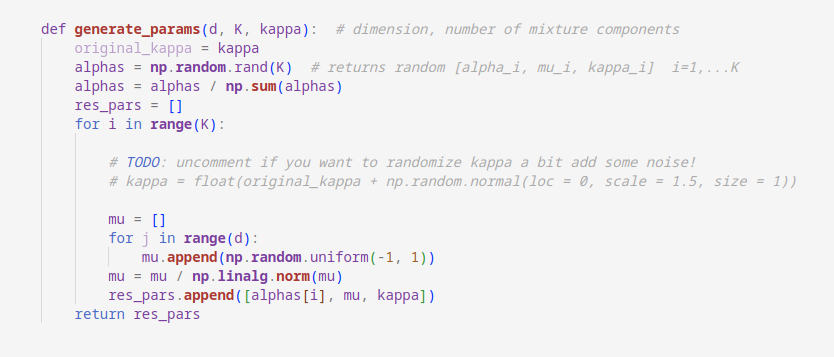 def generate_params(d, K, kappa):  # dimension, number of mixture components
    original_kappa = kappa
    alphas = np.random.rand(K)  # returns random [alpha_i, mu_i, kappa_i]  i=1,...K
    alphas = alphas / np.sum(alphas)
    res_pars = []
    for i in range(K):
        # TODO: uncomment if you want to randomize kappa a bit add some noise!
        # kappa = float(original_kappa + np.random.normal(loc = 0, scale = 1.5, size = 1))
        mu = []
        for j in range(d):
            mu.append(np.random.uniform(-1, 1))
        mu = mu / np.linalg.norm(mu)
        res_pars.append([alphas[i], mu, kappa])
    return res_pars